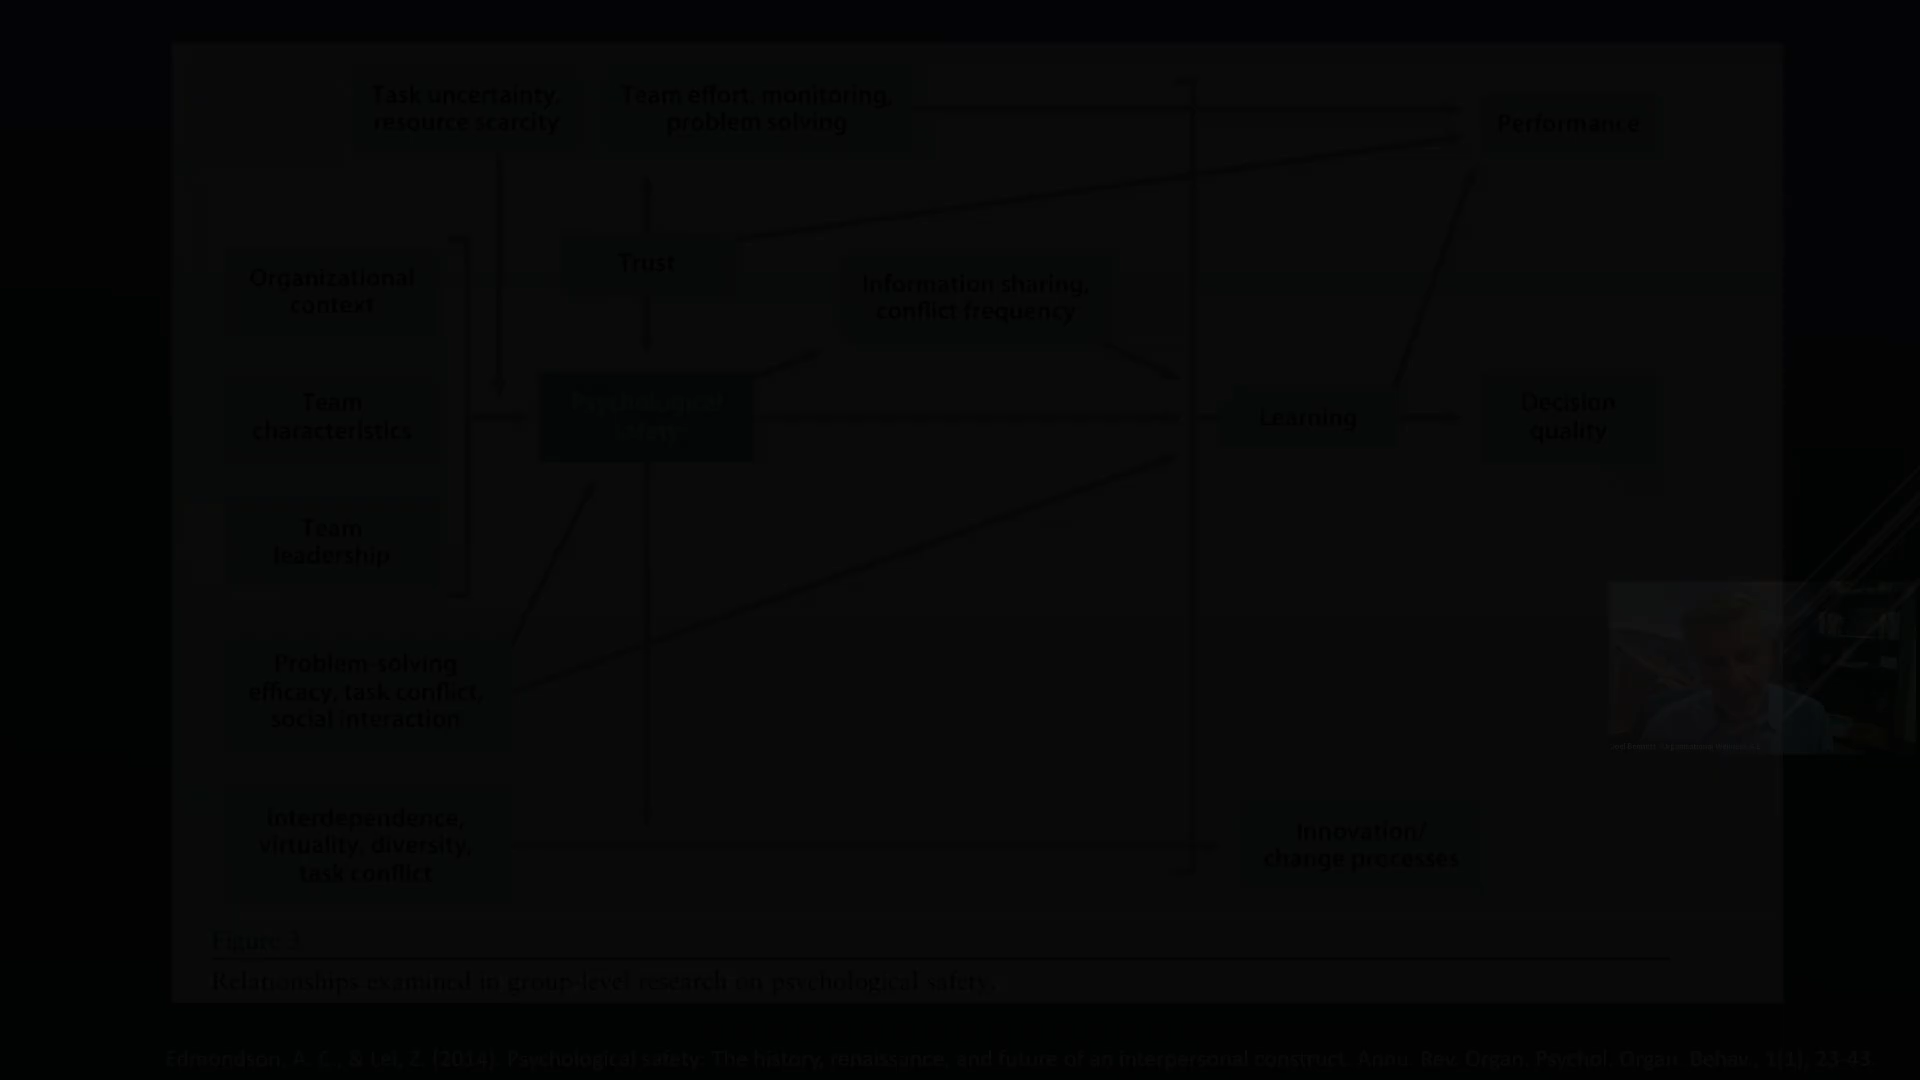 Task uncertainty,
resource scarcity
Team effort, monitoring,
problem solving
Performance
Trust
Organizational
context
Information sharing,
conflict frequency
Team
characteristics
Psychological
safety
Learning
Decision
quality
Team
leadership
Problem-solving
efficacy, task conflict,
social interaction
Interdependence,
virtuality, diversity,
task conflict
Innovation/
change processes
Figure 3
Relationships examined in group-level research on psychological safety.
Edmondson, A. C., & Lei, Z. (2014). Psychological safety: The history, renaissance, and future of an interpersonal construct. Annu. Rev. Organ. Psychol. Organ. Behav., 1(1), 23-43